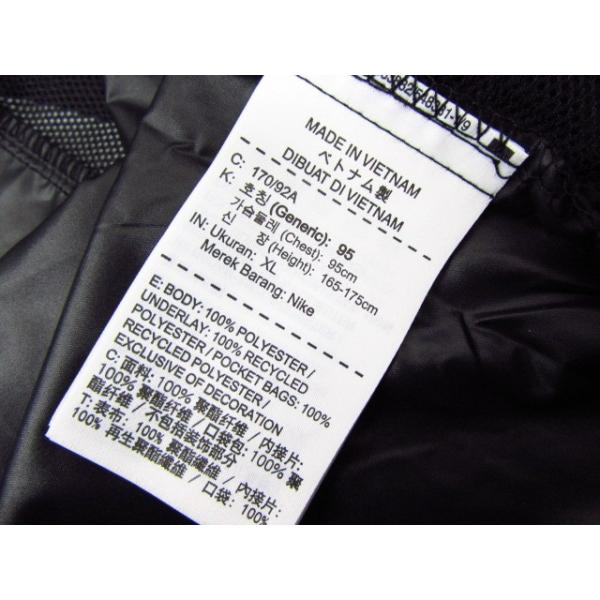 MADE IN VIETNAM
ベトナム製
DIBUAT DI VIETNAM
C: 170/92A
K: 호칭 (Generic): 95
가슴둘레 (Chest): 95cm
신 장 (Height): 165-175cm
IN: Ukuran: XL
Merek Barang: Nike
E: BODY: 100% POLYESTER /
UNDERLAY: 100% RECYCLED
POLYESTER / POCKET BAGS: 100%
RECYCLED POLYESTER /
EXCLUSIVE OF DECORATION
C: 面料: 100% 聚酯纤维 / 内接片:
100% 聚酯纤维 / 口袋包: 100% 聚
酯纤维 / 不包括装饰部分
T: 表布: 100% 聚酯纖維 / 內接片:
100% 再生聚酯纖維 / 口袋: 100%